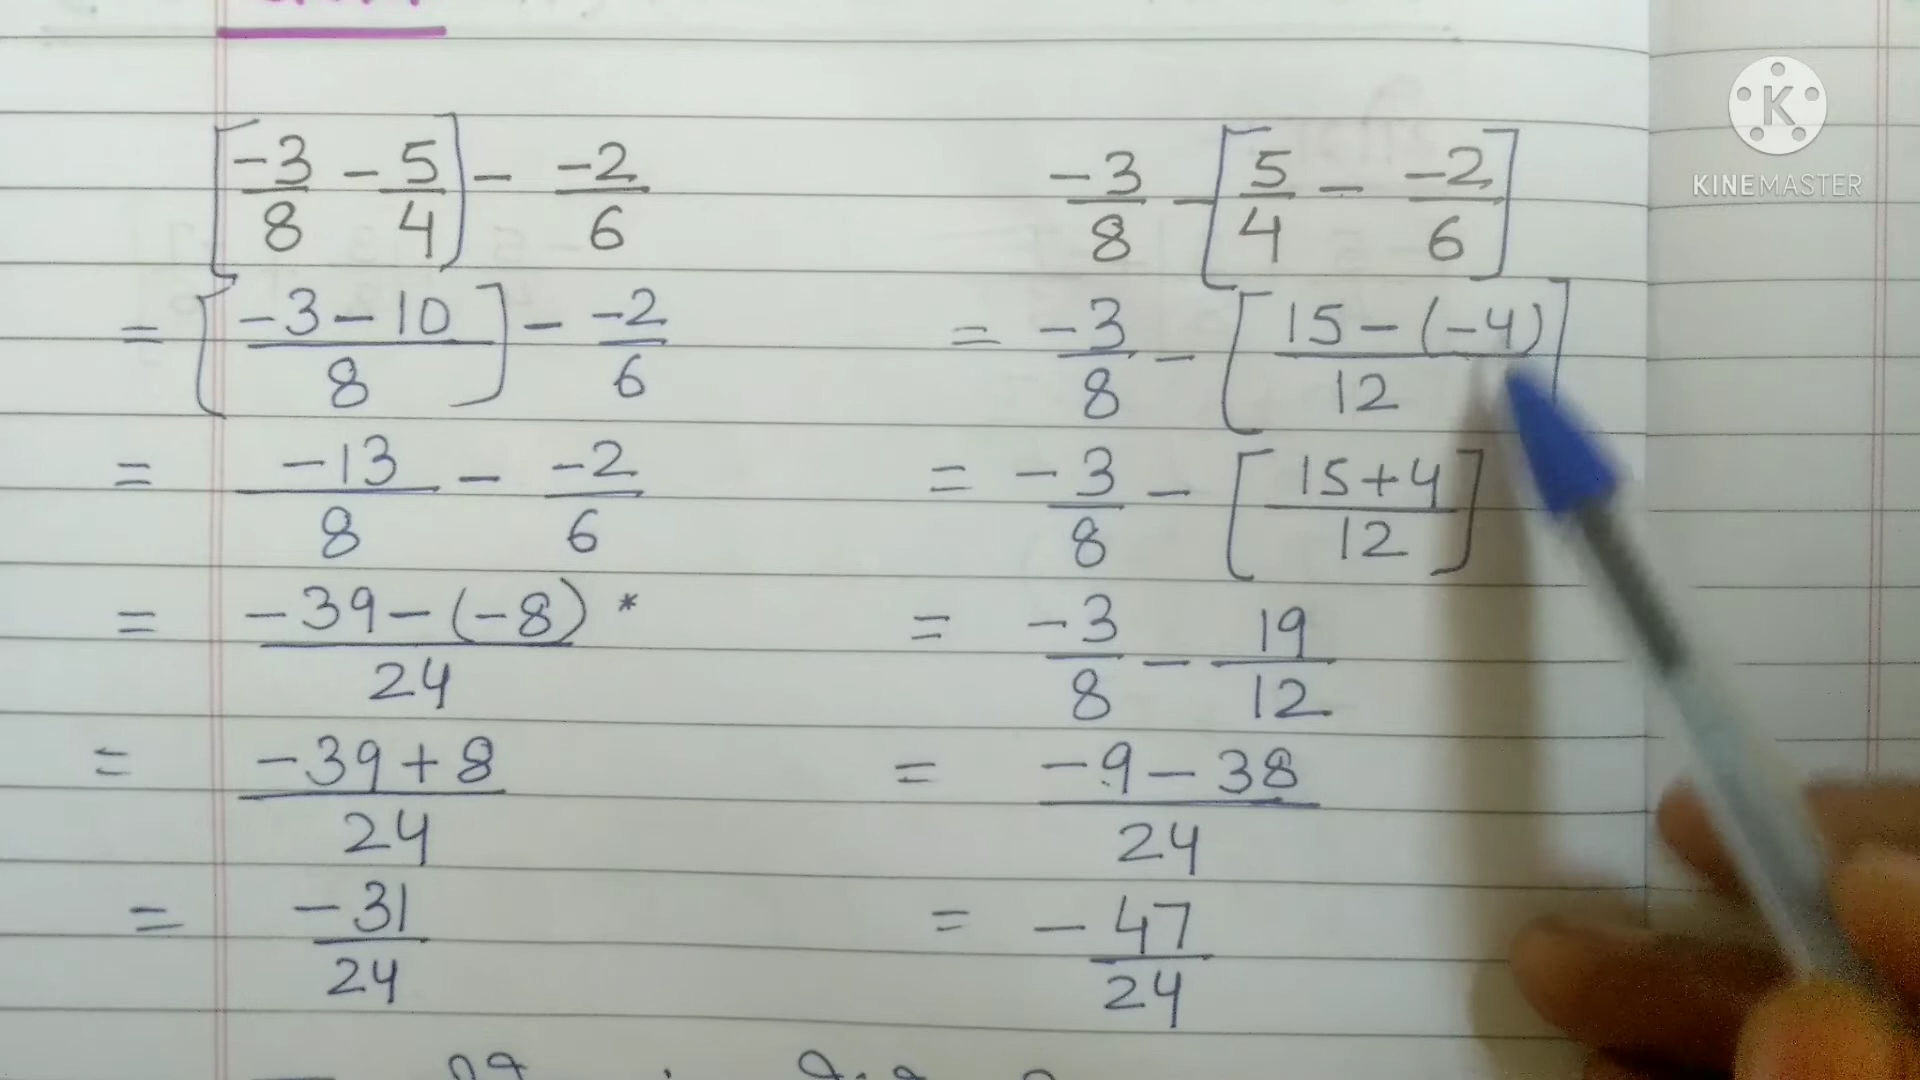 [-3/8 - 5/4] - -2/6
= [-3-10/8] - -2/6
= -13/8 - -2/6
= -39-(-8)/24 *
= -39+8/24
= -31/24
-3/8 - [5/4 - -2/6]
= -3/8 - [15-(-4)/12]
= -3/8 - [15+4/12]
= -3/8 - 19/12
= -9-38/24
= -47/24
KINEMASTER